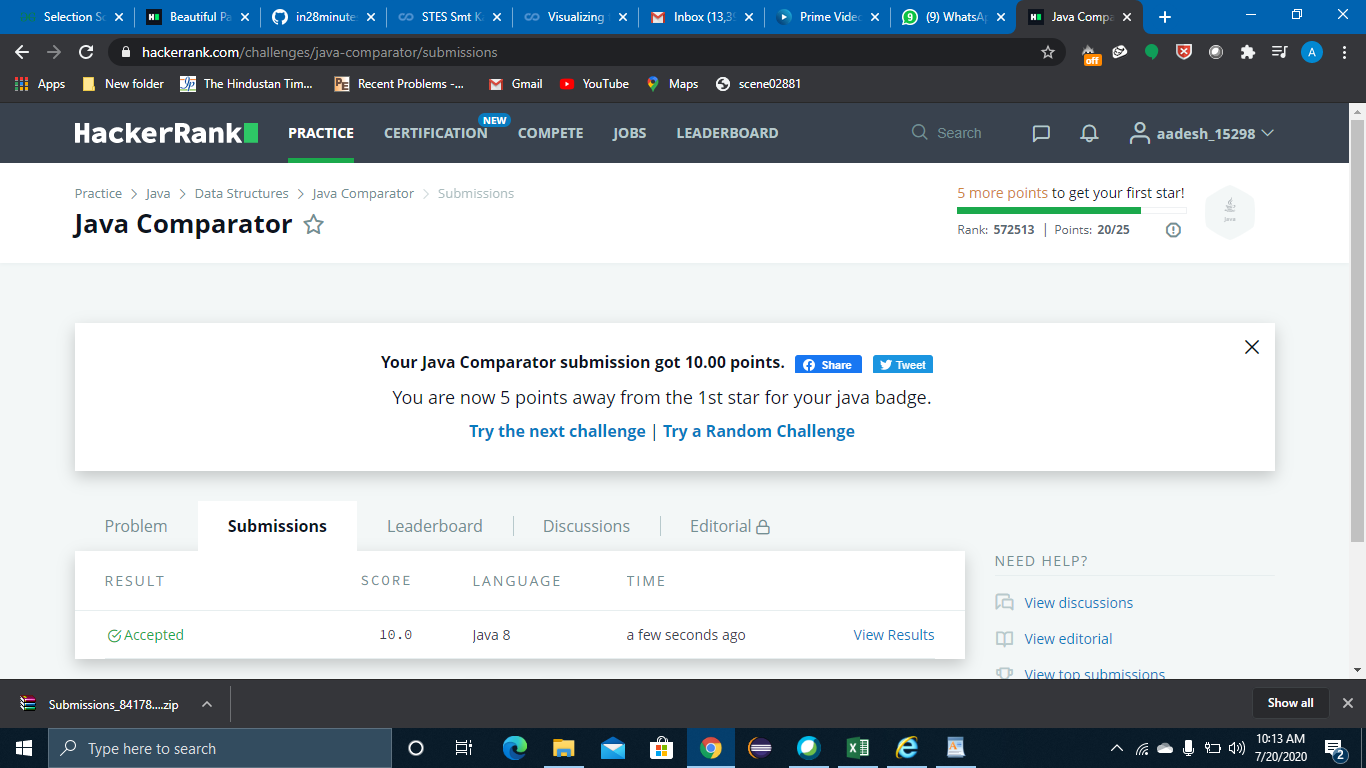 Selection So
Beautiful Pa
in28minute
STES Smt K
Visualizing
Inbox (13,39
Prime Video
(9) WhatsAp
Java Compa
hackerrank.com/challenges/java-comparator/submissions
off
A
Apps
New folder
The Hindustan Tim...
Recent Problems -...
Gmail
YouTube
Maps
scene02881
HackerRank
PRACTICE
CERTIFICATION
NEW
COMPETE
JOBS
LEADERBOARD
Search
aadesh_15298
Practice > Java > Data Structures > Java Comparator > Submissions
Java Comparator
5 more points to get your first star!
Rank: 572513 | Points: 20/25
Java
Your Java Comparator submission got 10.00 points.
Share
Tweet
You are now 5 points away from the 1st star for your java badge.
Try the next challenge | Try a Random Challenge
Problem
Submissions
Leaderboard
Discussions
Editorial
RESULT SCORE LANGUAGE TIME
Accepted 10.0 Java 8 a few seconds ago View Results
NEED HELP?
View discussions
View editorial
View top submissions
Submissions_84178....zip
Show all
Type here to search
10:13 AM
7/20/2020
2